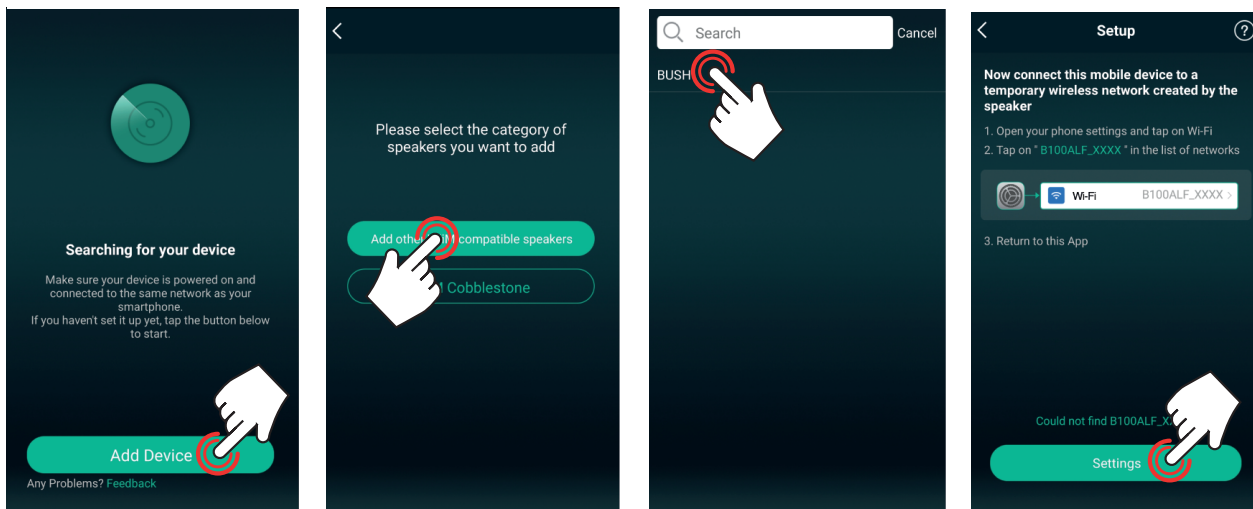 Searching for your device
Make sure your device is powered on and
connected to the same network as your
smartphone.
If you haven't set it up yet, tap the button below
to start.
Add Device
Any Problems? Feedback
Please select the category of
speakers you want to add
Add other compatible speakers
Cobblestone
Search
Cancel
BUSH
Setup
?
Now connect this mobile device to a
temporary wireless network created by the
speaker
1. Open your phone settings and tap on Wi-Fi
2. Tap on " B100ALF_XXXX " in the list of networks
Wi-Fi B100ALF_XXXX >
3. Return to this App
Could not find B100ALF_X
Settings